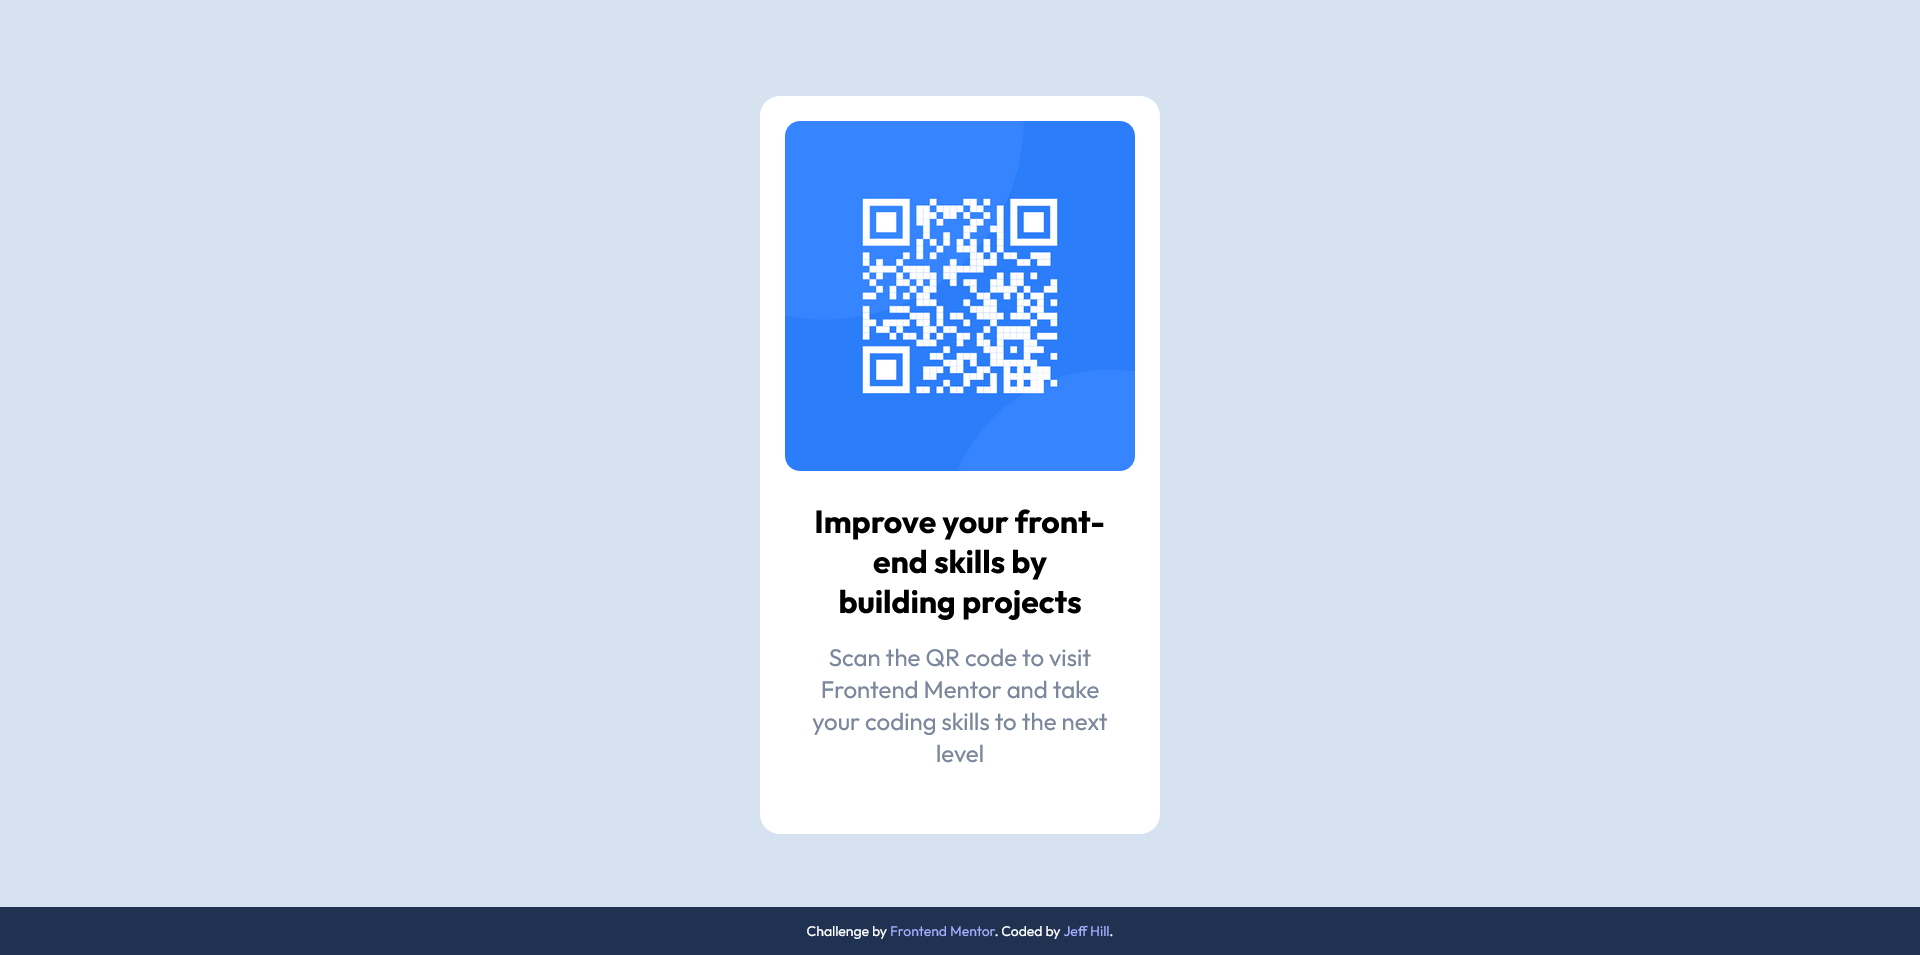 Improve your front-
end skills by
building projects
Scan the QR code to visit
Frontend Mentor and take
your coding skills to the next
level
Challenge by Frontend Mentor. Coded by Jeff Hill.